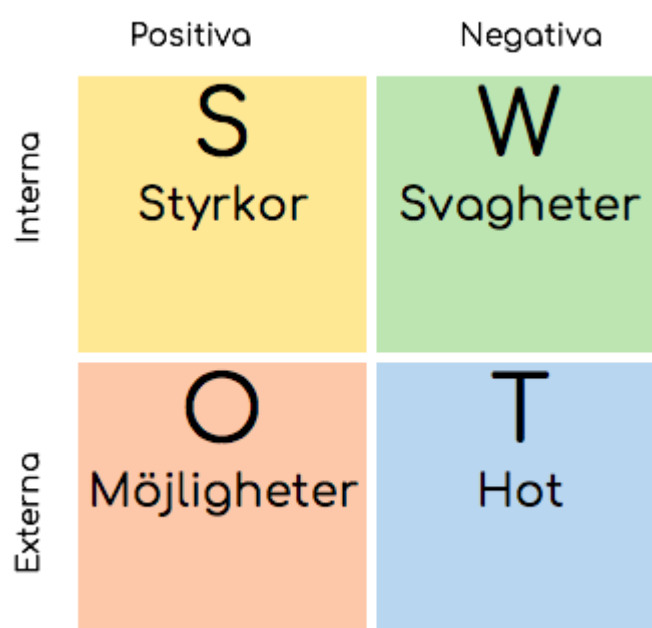 Positiva
Negativa
Interna
S
Styrkor
W
Svagheter
Externa
O
Möjligheter
T
Hot